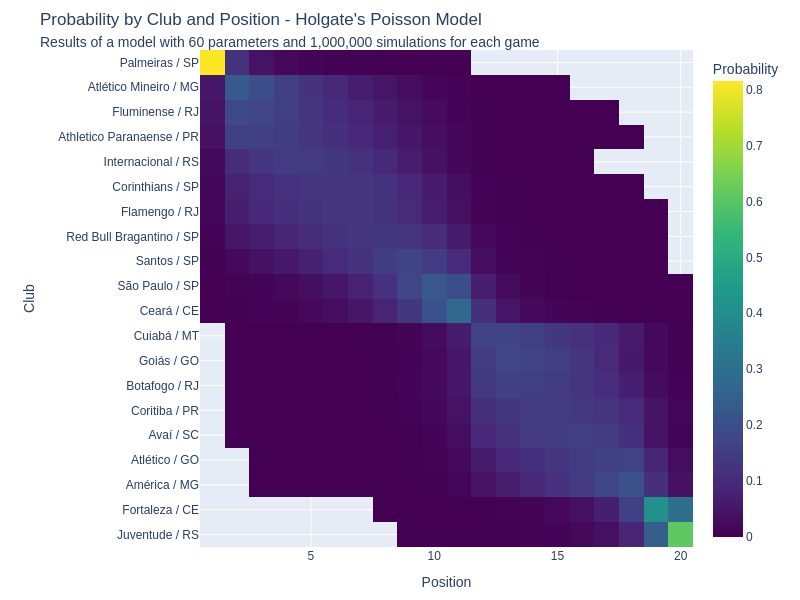 Probability by Club and Position - Holgate's Poisson Model
Results of a model with 60 parameters and 1,000,000 simulations for each game
Probability
Palmeiras / SP
Atlético Mineiro / MG
Fluminense / RJ
Athletico Paranaense / PR
Internacional / RS
Corinthians / SP
Flamengo / RJ
Red Bull Bragantino / SP
Santos / SP
São Paulo / SP
Ceará / CE
Cuiabá / MT
Goiás / GO
Botafogo / RJ
Coritiba / PR
Avaí / SC
Atlético / GO
América / MG
Fortaleza / CE
Juventude / RS
Club
5
10
15
20
Position
0.8
0.7
0.6
0.5
0.4
0.3
0.2
0.1
0